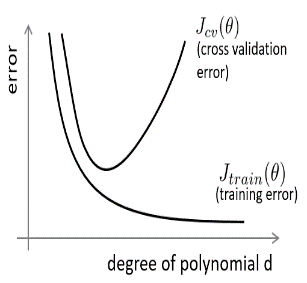 J_cv(θ)
(cross validation
error)
error
J_train(θ)
(training error)
degree of polynomial d